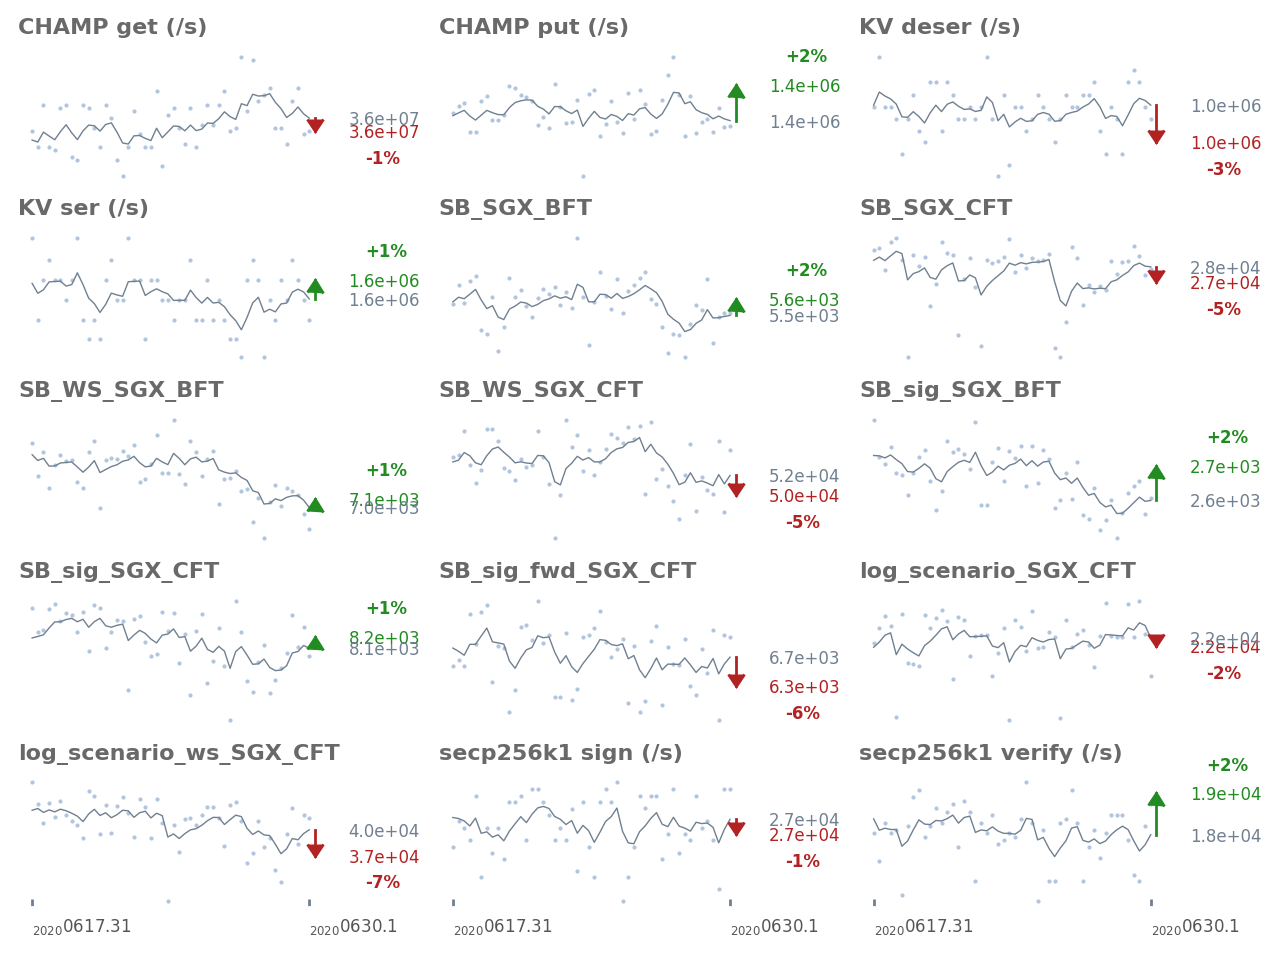 CHAMP get (/s)
3.6e+07
3.6e+07
-1%
CHAMP put (/s)
+2%
1.4e+06
1.4e+06
KV deser (/s)
1.0e+06
1.0e+06
-3%
KV ser (/s)
+1%
1.6e+06
1.6e+06
SB_SGX_BFT
+2%
5.6e+03
5.5e+03
SB_SGX_CFT
2.8e+04
2.7e+04
-5%
SB_WS_SGX_BFT
+1%
7.1e+03
7.0e+03
SB_WS_SGX_CFT
5.2e+04
5.0e+04
-5%
SB_sig_SGX_BFT
+2%
2.7e+03
2.6e+03
SB_sig_SGX_CFT
+1%
8.2e+03
8.1e+03
SB_sig_fwd_SGX_CFT
6.7e+03
6.3e+03
-6%
log_scenario_SGX_CFT
2.2e+04
2.2e+04
-2%
log_scenario_ws_SGX_CFT
4.0e+04
3.7e+04
-7%
secp256k1 sign (/s)
2.7e+04
2.7e+04
-1%
secp256k1 verify (/s)
+2%
1.9e+04
1.8e+04
20200617.31
20200630.1
20200617.31
20200630.1
20200617.31
20200630.1